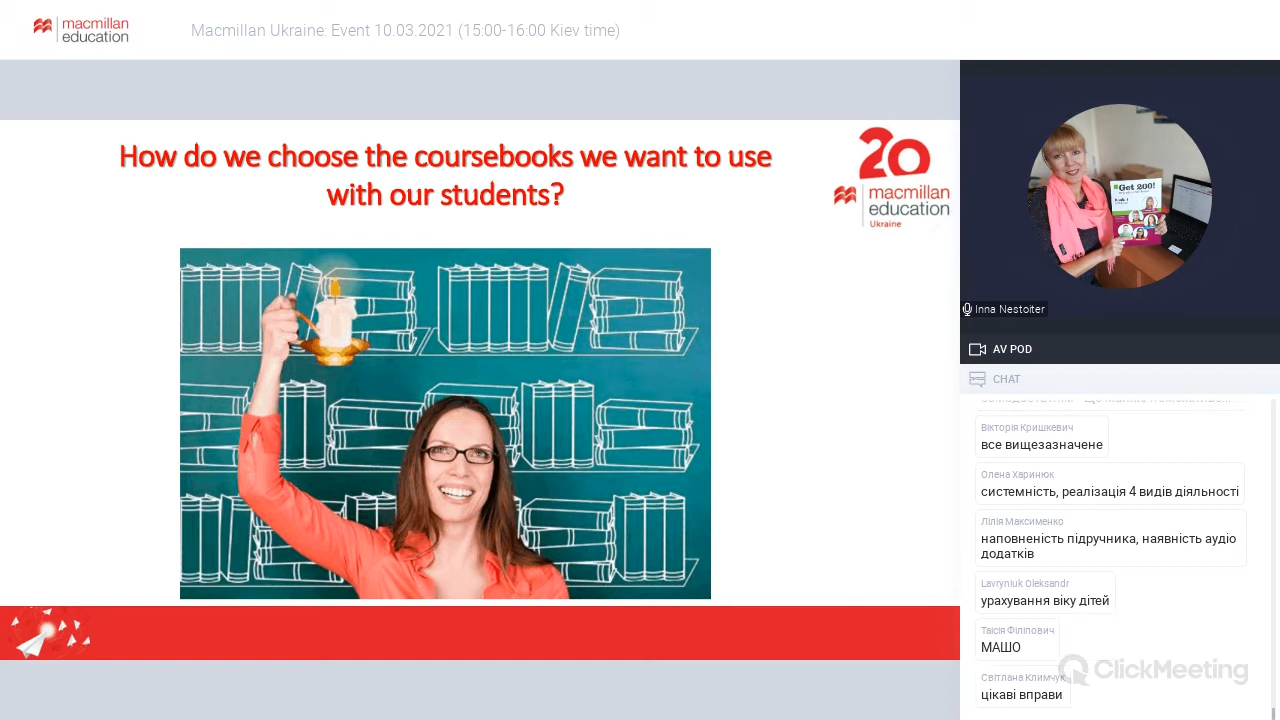 macmillan
education
Macmillan Ukraine: Event 10.03.2021 (15:00-16:00 Kiev time)
How do we choose the coursebooks we want to use
with our students?
20
macmillan
education
Ukraine
Get 200!
Book 1
Inna Nestoiter
AV POD
CHAT
Вікторія Кришкевич
все вищезазначене
Олена Харинюк
системність, реалізація 4 видів діяльності
Лілія Максименко
наповненість підручника, наявність аудіо
додатків
Lavryniuk Oleksandr
урахування віку дітей
Таісія Філіпович
МАШО
Світлана Климчук
цікаві вправи
ClickMeeting